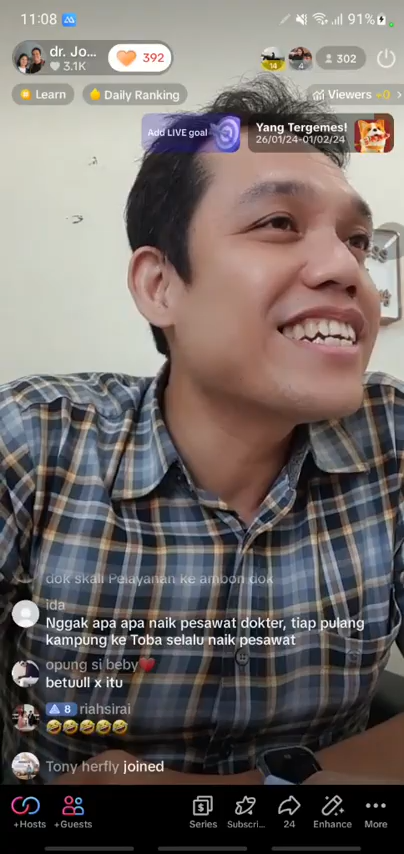 11:08
91%
dr. Jo...
3.1K
392
14
4
302
Learn
Daily Ranking
Viewers +0
Add LIVE goal
Yang Tergemes!
26/01/24-01/02/24
dok skali Pelayanan ke ambon dok
ida
Nggak apa apa naik pesawat dokter, tiap pulang
kampung ke Toba selalu naik pesawat
opung si beby❤️
betuull x itu
8 riahsirai
🤣🤣🤣🤣🤣
Tony herfly joined
+Hosts
+Guests
Series
Subscri...
24
Enhance
More